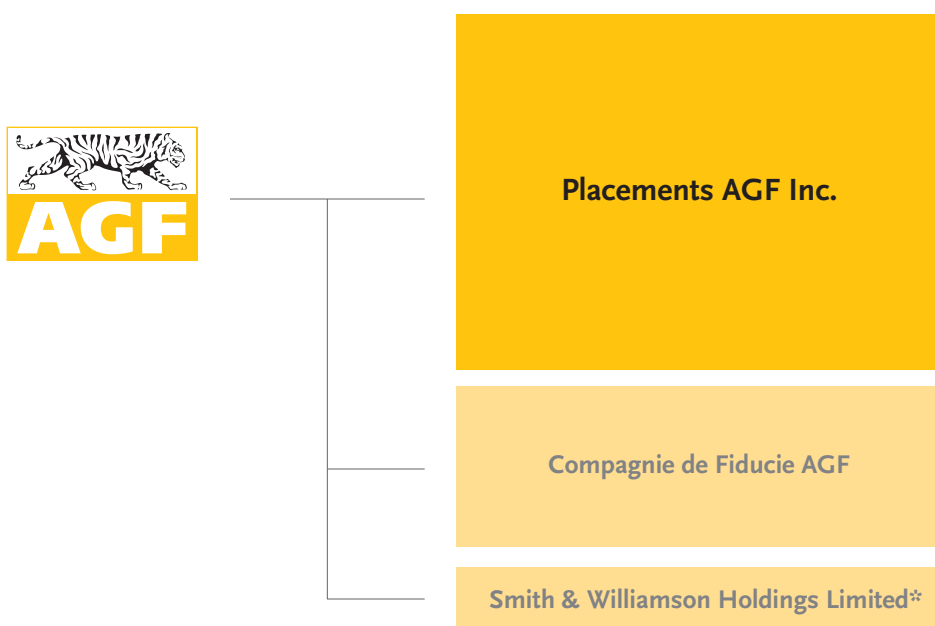 AGF
Placements AGF Inc.
Compagnie de Fiducie AGF
Smith & Williamson Holdings Limited*